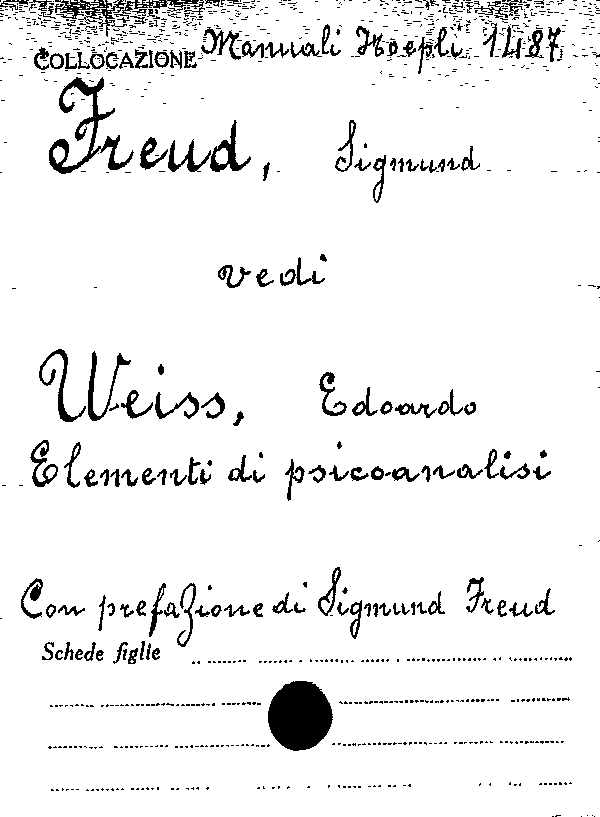 COLLOCAZIONE Manuali Hoepli 1487
Freud, Sigmund
vedi
Weiss, Edoardo
Elementi di psicoanalisi
Con prefazione di Sigmund Freud
Schede figlie